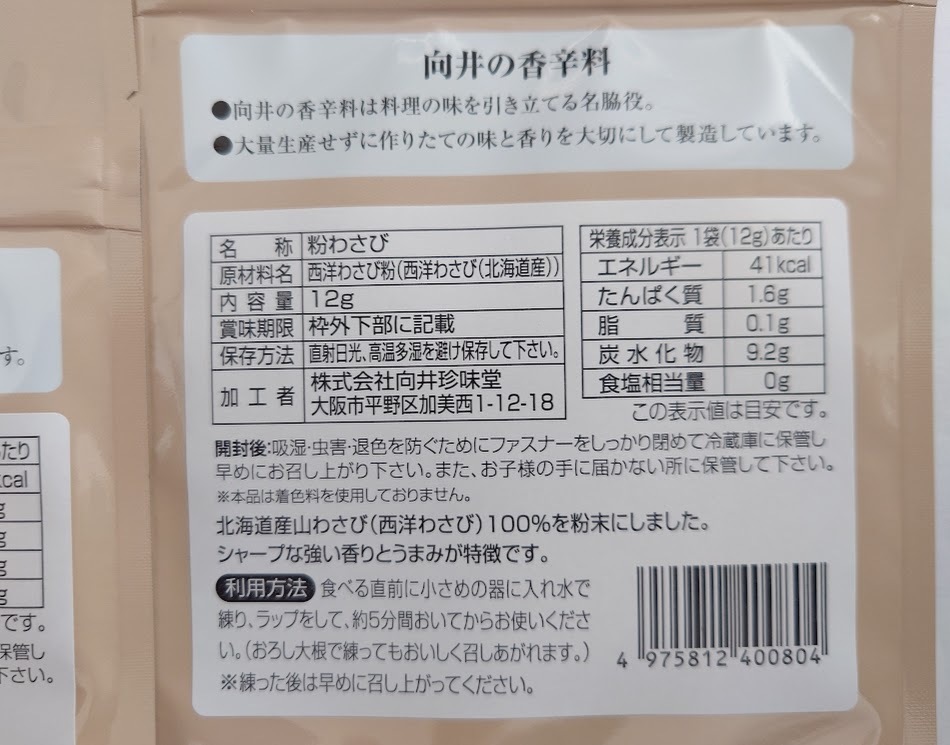 向井の香辛料
●向井の香辛料は料理の味を引き立てる名脇役。
●大量生産せずに作りたての味と香りを大切にして製造しています。
名称 粉わさび
原材料名 西洋わさび粉(西洋わさび(北海道産))
内容量 12g
賞味期限 枠外下部に記載
保存方法 直射日光、高温多湿を避け保存して下さい。
加工者 株式会社向井珍味堂
大阪市平野区加美西1-12-18
栄養成分表示 1袋(12g)あたり
エネルギー 41kcal
たんぱく質 1.6g
脂質 0.1g
炭水化物 9.2g
食塩相当量 0g
この表示値は目安です。
開封後:吸湿・虫害・退色を防ぐためにファスナーをしっかり閉めて冷蔵庫に保管し
早めにお召し上がり下さい。また、お子様の手に届かない所に保管して下さい。
※本品は着色料を使用しておりません。
北海道産山わさび(西洋わさび)100%を粉末にしました。
シャープな強い香りとうまみが特徴です。
利用方法 食べる直前に小さめの器に入れ水で
練り、ラップをして、約5分間おいてからお使いくださ
い。(おろし大根で練ってもおいしく召しあがれます。)
※練った後は早めに召し上がってください。
4 975812 400804
す。
あたり
kcal
g
g
g
g
です。
保管し
下さい。